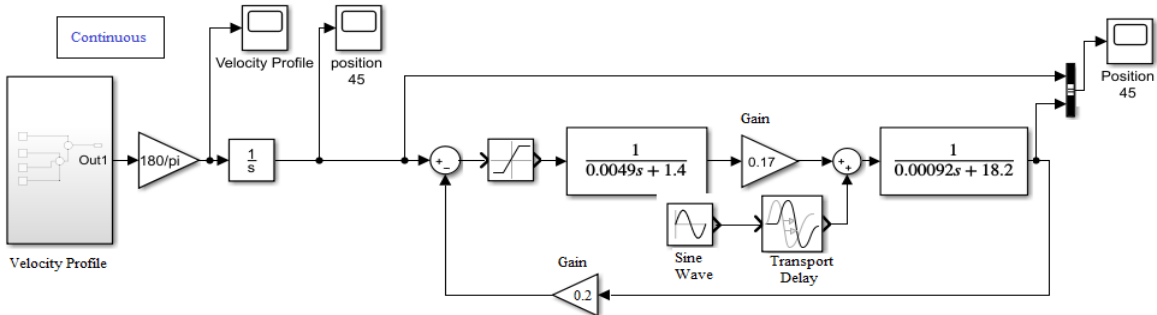 Continuous
Velocity Profile
position
45
Position
45
Out1
180/pi
1
s
+
-
1
0.0049s + 1.4
Gain
0.17
+
+
1
0.00092s + 18.2
Velocity Profile
Sine
Wave
Transport
Delay
Gain
0.2